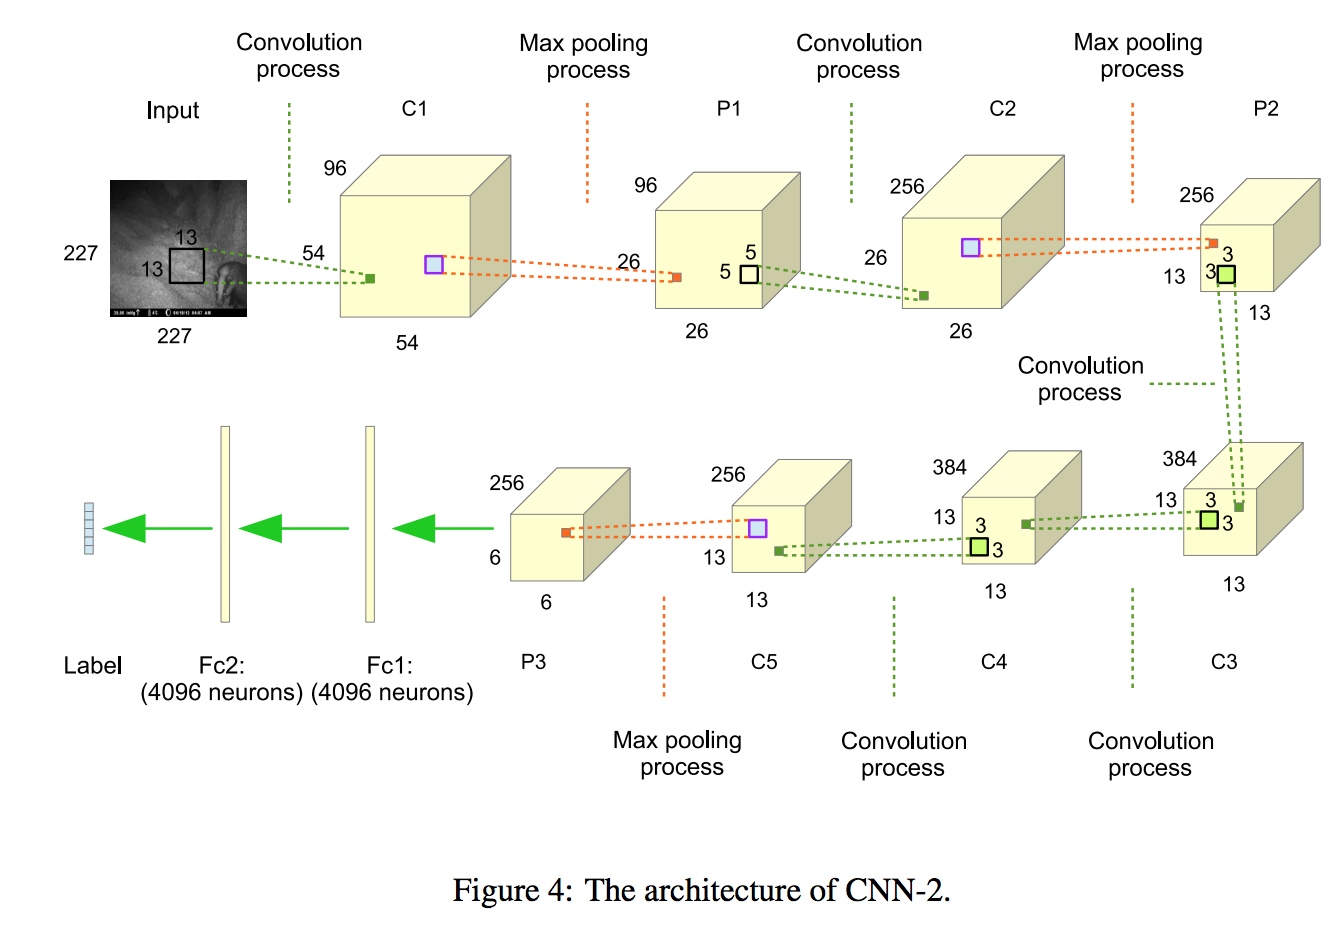 Convolution
process
Max pooling
process
Convolution
process
Max pooling
process
Input
C1
P1
C2
P2
96
96
256
256
227
13
13
54
26
5
5
26
13
3
3
227
54
26
26
13
Convolution
process
256
256
384
384
6
13
13
3
3
13
3
3
6
13
13
13
Label
Fc2:
(4096 neurons)
Fc1:
(4096 neurons)
P3
C5
C4
C3
Max pooling
process
Convolution
process
Convolution
process
Figure 4: The architecture of CNN-2.